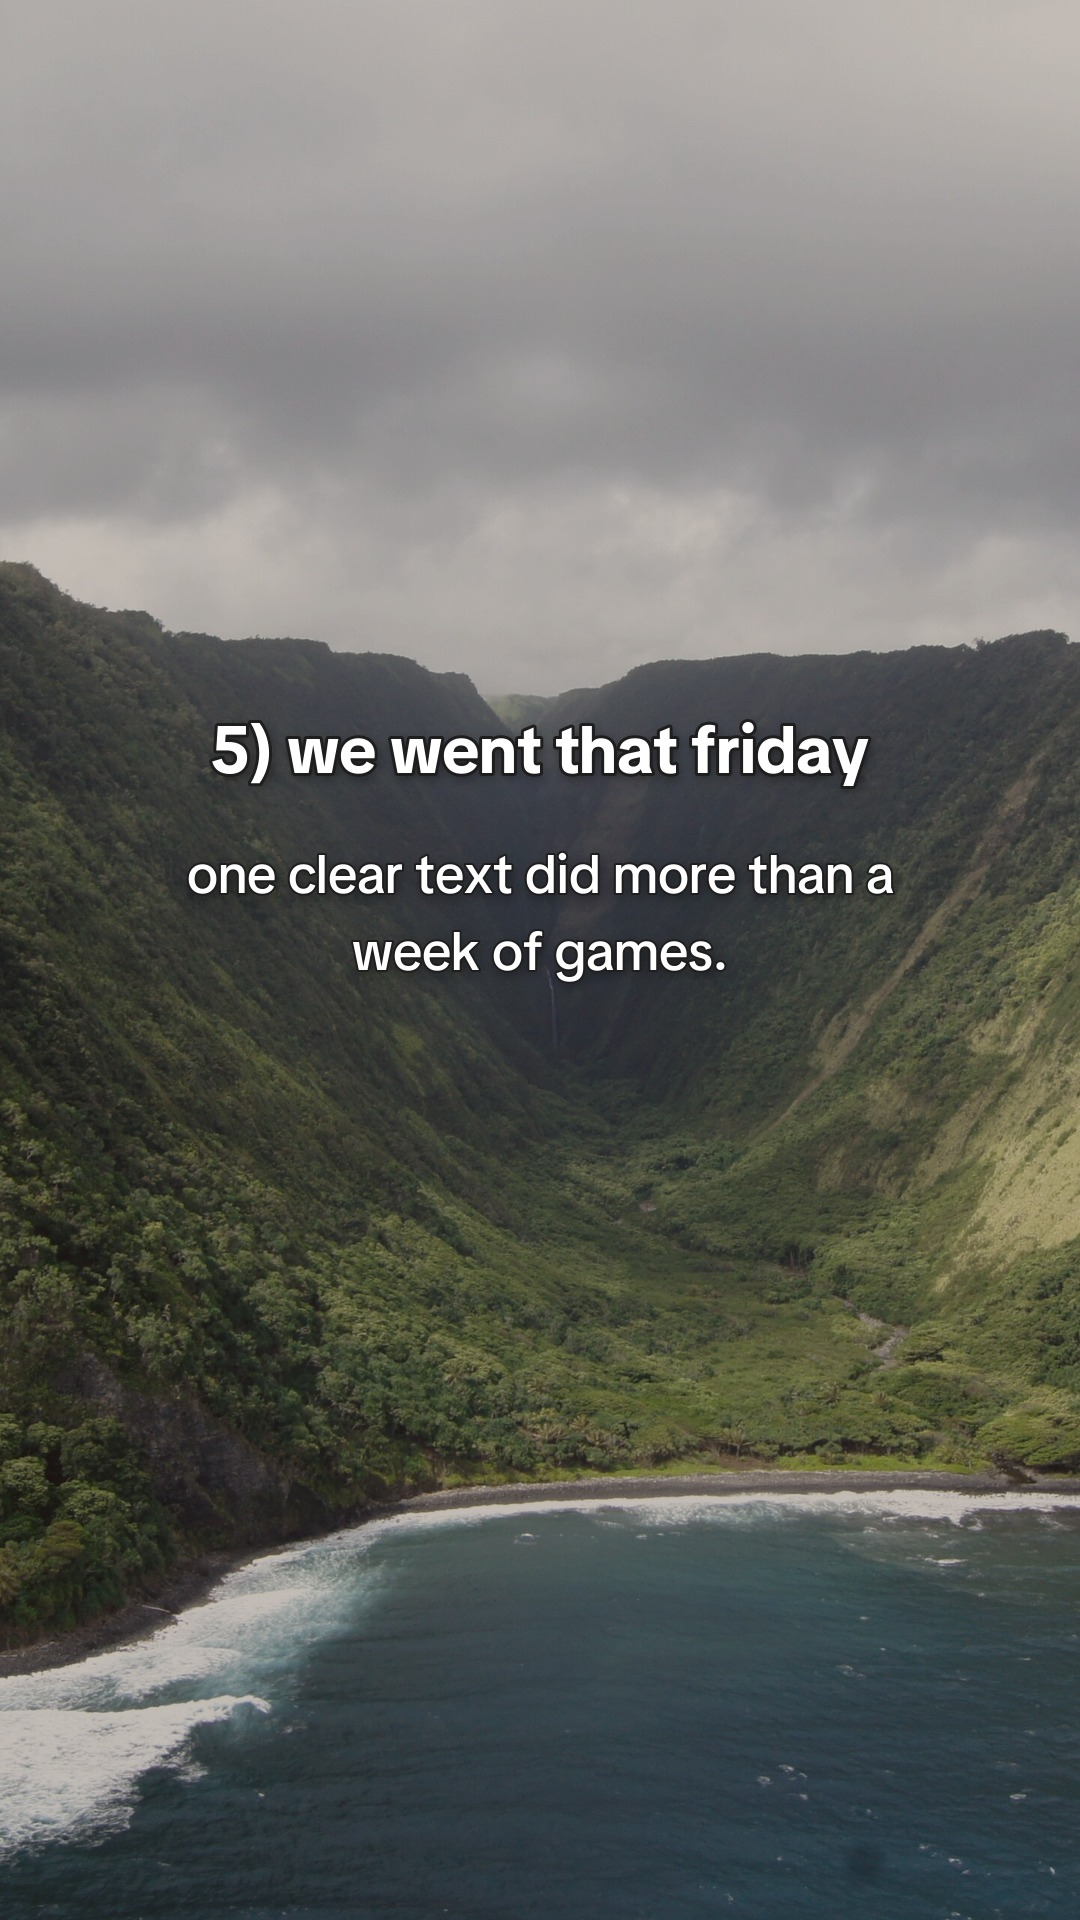 5) we went that friday
one clear text did more than a
week of games.